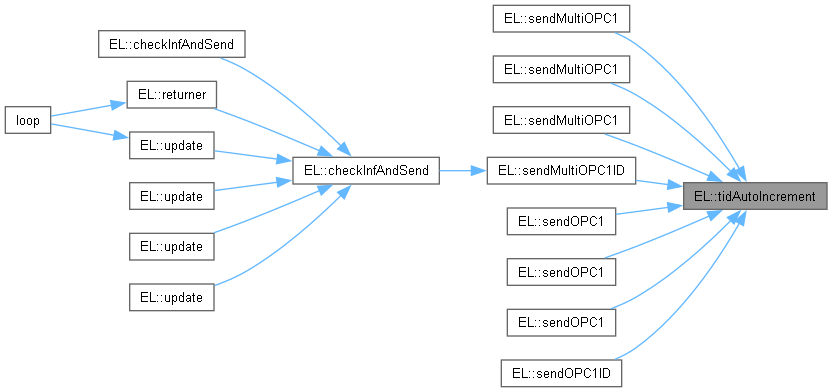 loop
EL::checkInfAndSend
EL::returner
EL::update
EL::update
EL::update
EL::update
EL::checkInfAndSend
EL::sendMultiOPC1
EL::sendMultiOPC1
EL::sendMultiOPC1
EL::sendMultiOPC1ID
EL::sendOPC1
EL::sendOPC1
EL::sendOPC1
EL::sendOPC1ID
EL::tidAutoIncrement